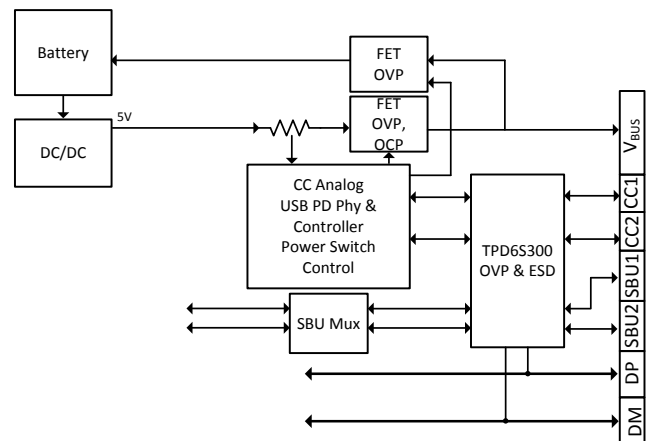 Battery
FET
OVP
5V
FET
OVP,
OCP
DC/DC
VBUS
CC Analog
USB PD Phy &
Controller
Power Switch
Control
TPD6S300
OVP & ESD
CC1
CC2
SBU1
SBU Mux
SBU2
DP
DM